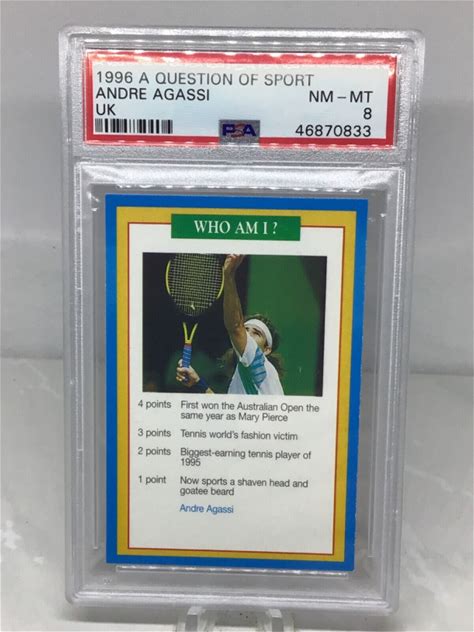 1996 A QUESTION OF SPORT
ANDRE AGASSI NM - MT
UK 8
PSA 46870833
WHO AM I ?
4 points First won the Australian Open the
same year as Mary Pierce
3 points Tennis world's fashion victim
2 points Biggest-earning tennis player of
1995
1 point Now sports a shaven head and
goatee beard
Andre Agassi